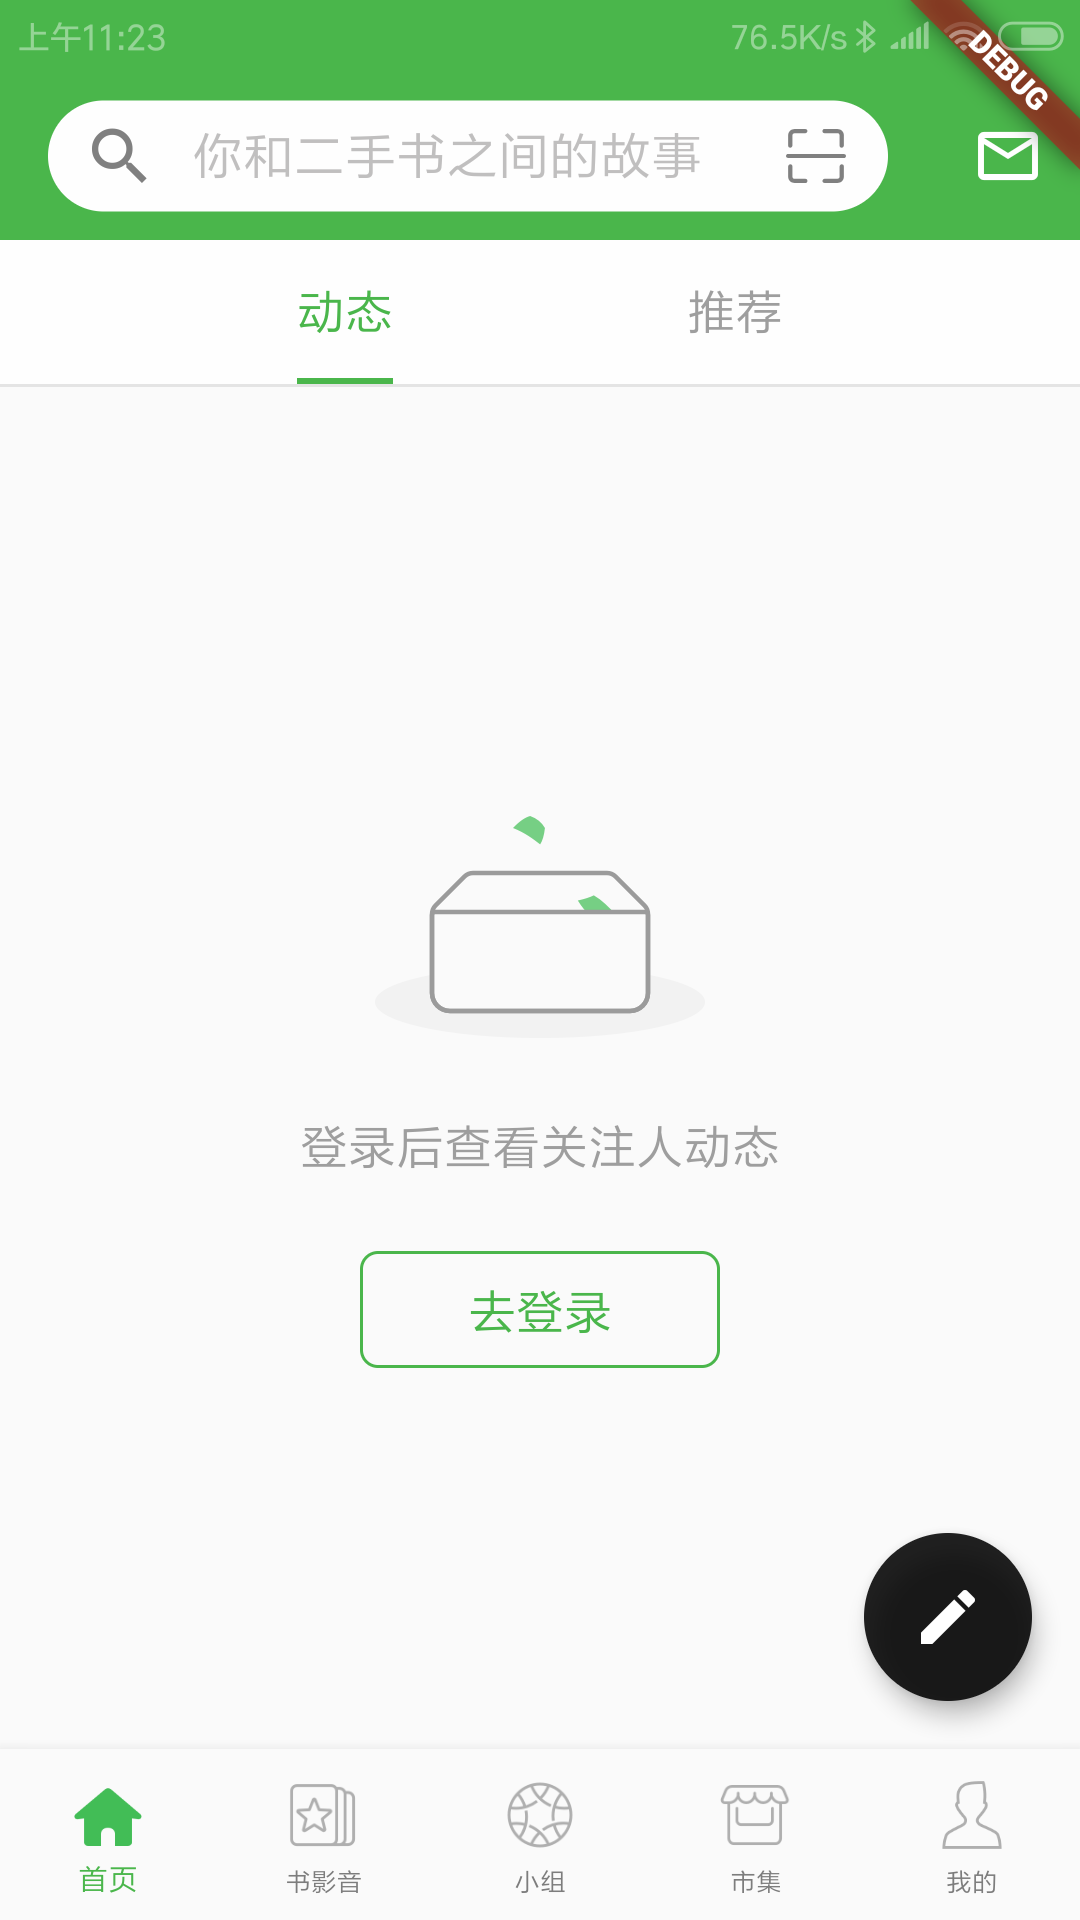 上午11:23 76.5K/s
DEBUG
你和二手书之间的故事
动态 推荐
登录后查看关注人动态
去登录
首页 书影音 小组 市集 我的